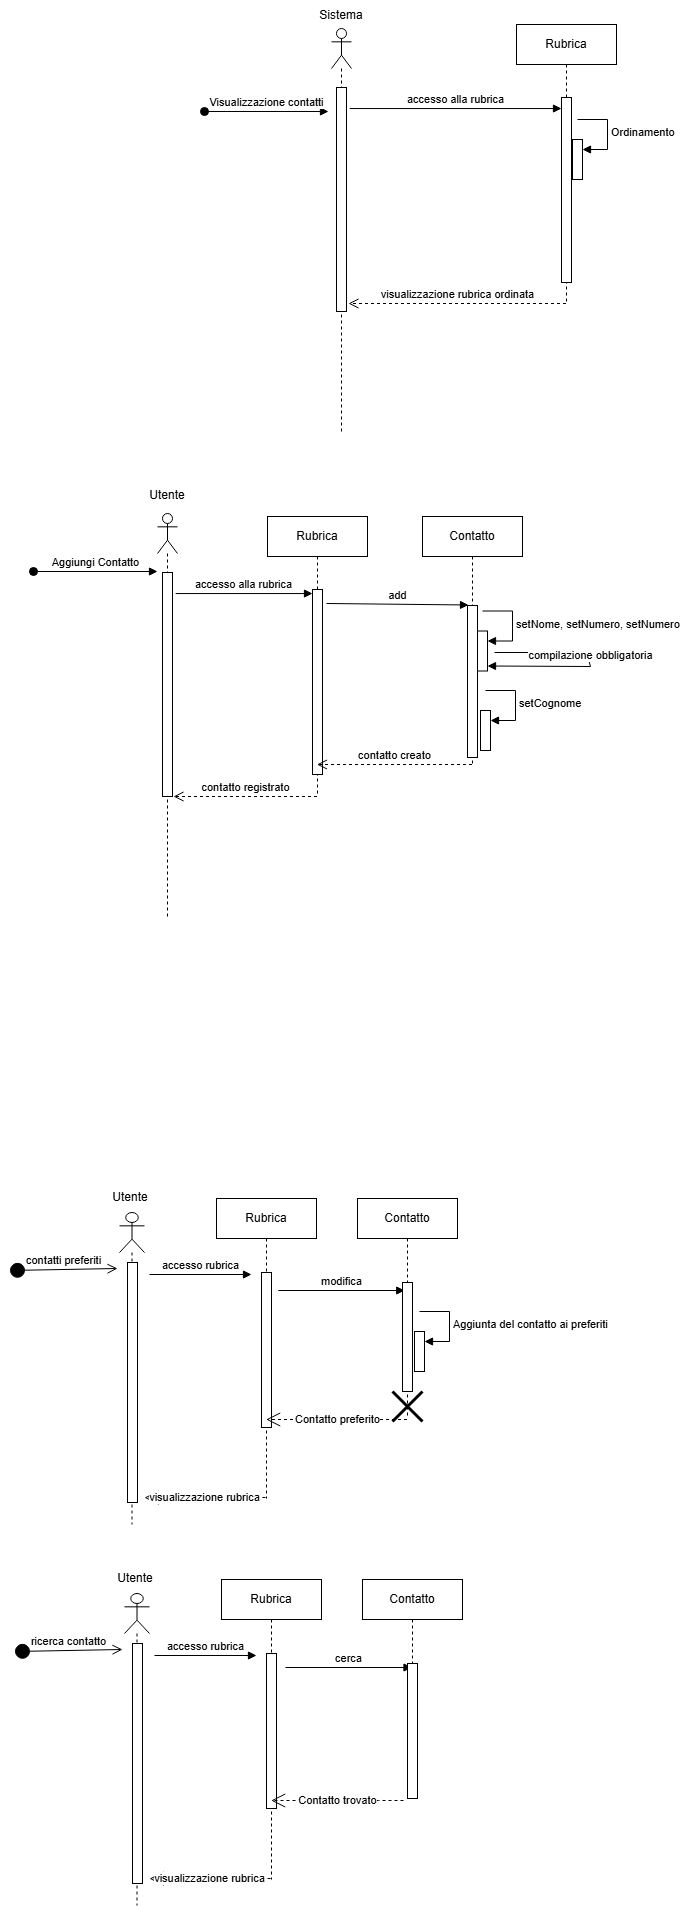 Sistema
Rubrica
Visualizzazione contatti
accesso alla rubrica
Ordinamento
visualizzazione rubrica ordinata
Utente
Rubrica
Contatto
Aggiungi Contatto
accesso alla rubrica
add
setNome, setNumero, setNumero
compilazione obbligatoria
setCognome
contatto creato
contatto registrato
Utente
Rubrica
Contatto
contatti preferiti
accesso rubrica
modifica
Aggiunta del contatto ai preferiti
Contatto preferito
visualizzazione rubrica
Utente
Rubrica
Contatto
ricerca contatto
accesso rubrica
cerca
Contatto trovato
visualizzazione rubrica